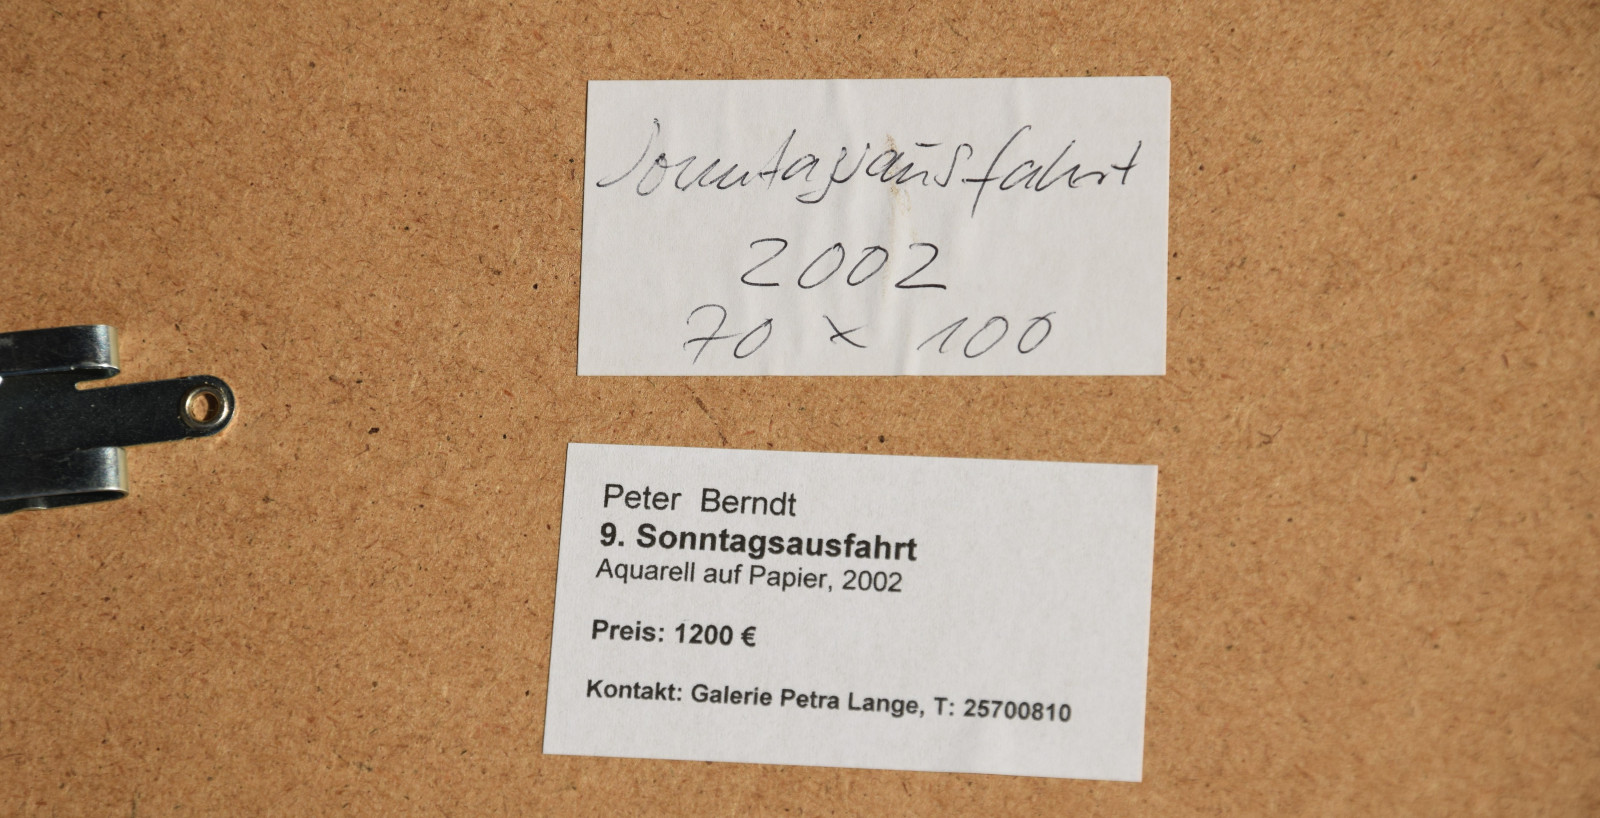 Sonntagsausfahrt
2002
70 x 100
Peter Berndt
9. Sonntagsausfahrt
Aquarell auf Papier, 2002
Preis: 1200 €
Kontakt: Galerie Petra Lange, T: 25700810